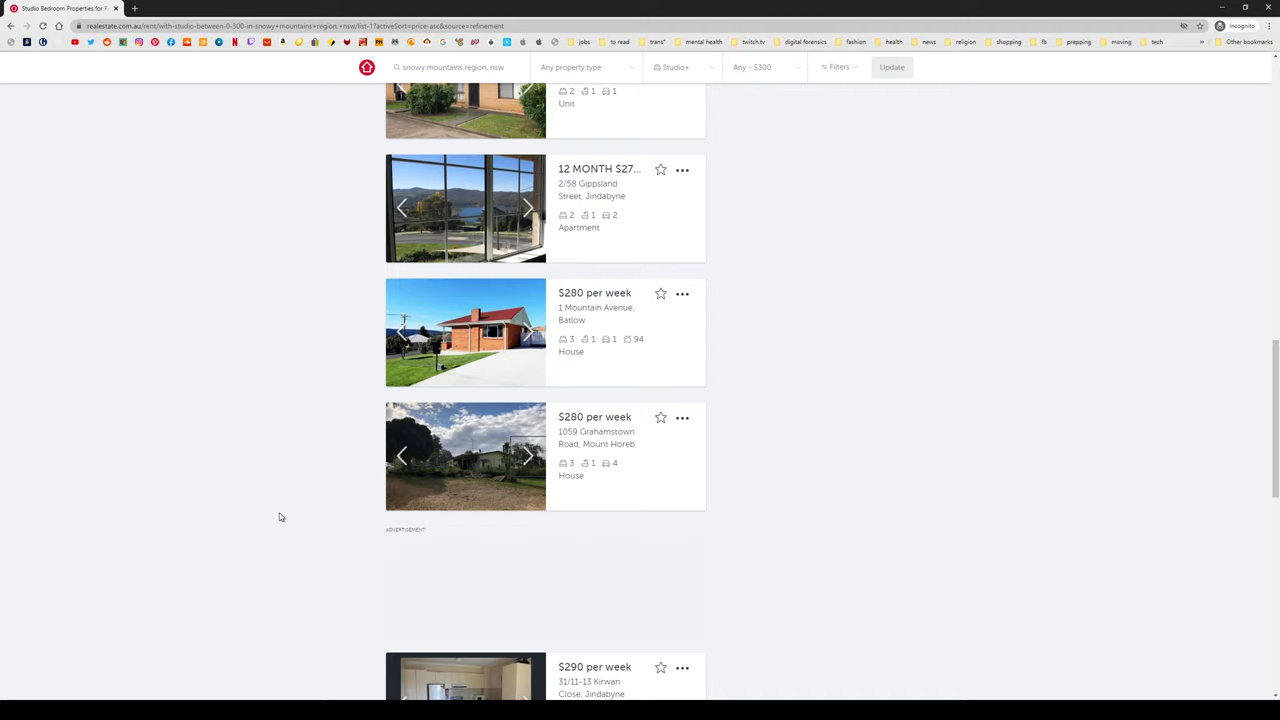 Studio Bedroom Properties for R
realestate.com.au/rent/with-studio-between-0-300-in-snowy+mountains+region,+nsw/list-1?activeSort=price-asc&source=refinement
Incognito
jobs to read trans* mental health twitch.tv digital forensics fashion health news religion shopping fb prepping moving tech » Other bookmarks
snowy mountains region, nsw Any property type Studio+ Any - $300 Filters Update
2 1 1
Unit
12 MONTH $27...
2/58 Gippsland
Street, Jindabyne
2 1 2
Apartment
$280 per week
1 Mountain Avenue,
Batlow
3 1 1 94
House
$280 per week
1059 Grahamstown
Road, Mount Horeb
3 1 4
House
ADVERTISEMENT
$290 per week
31/11-13 Kirwan
Close, Jindabyne